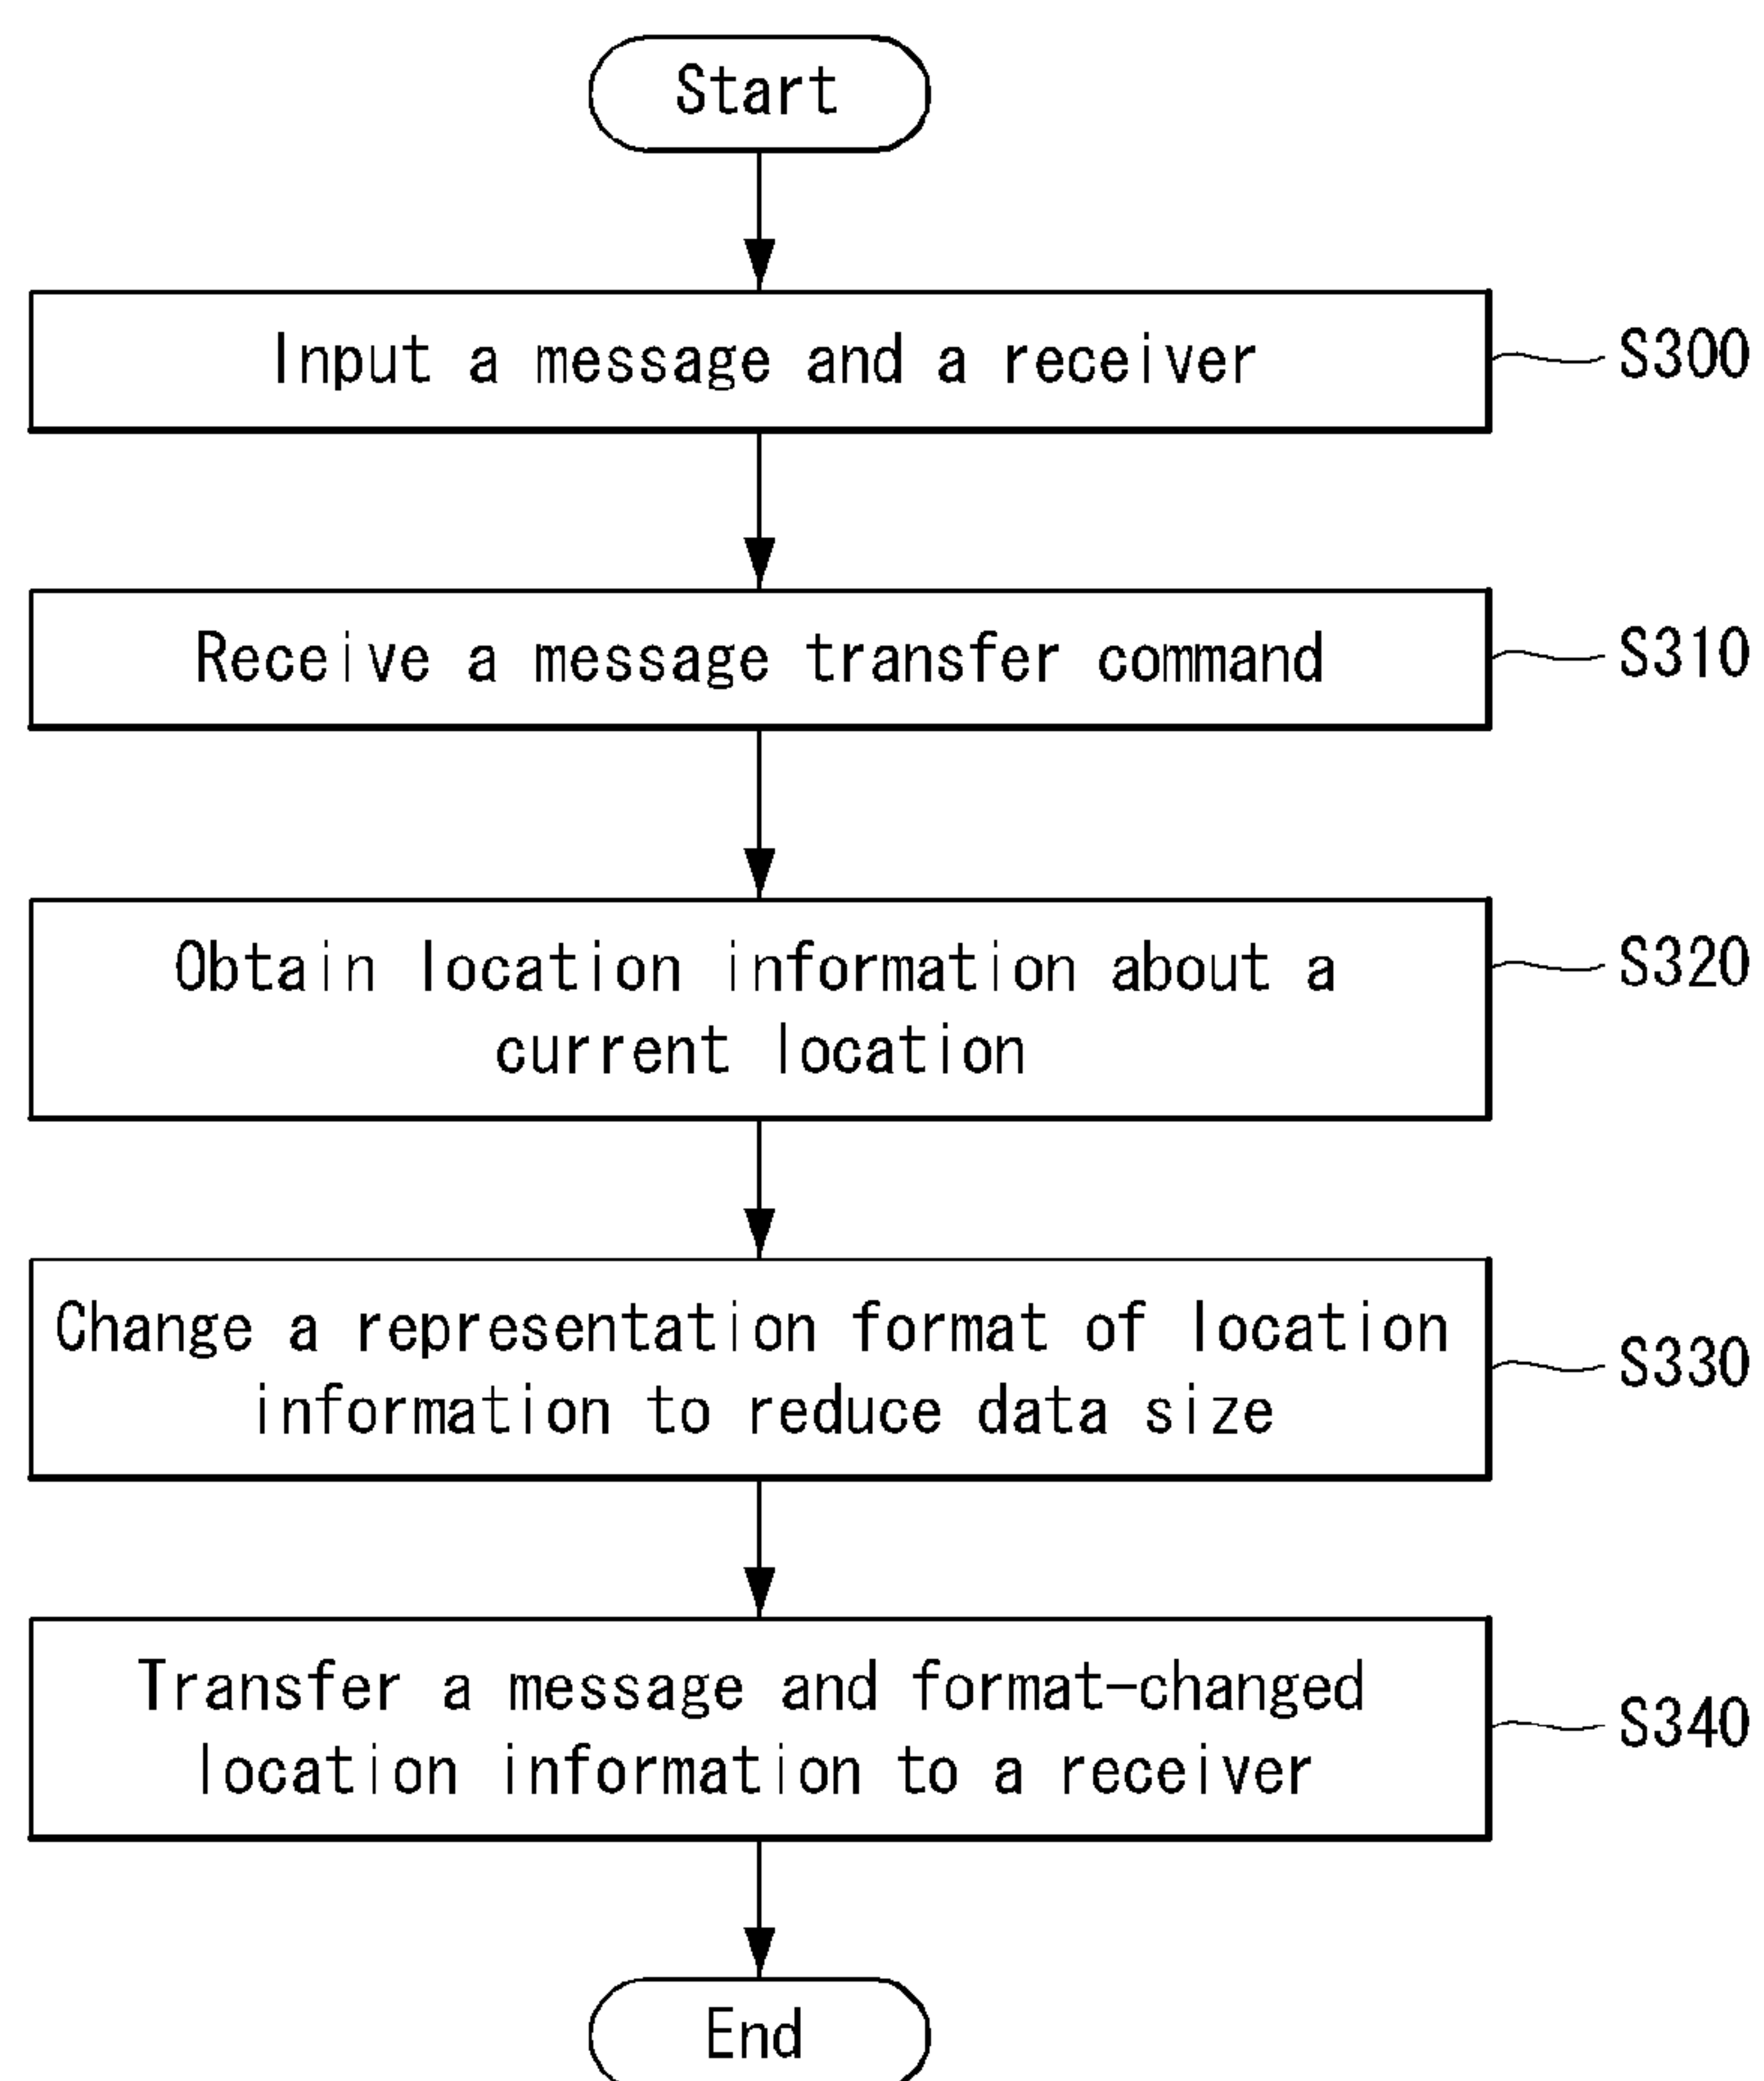 Start
Input a message and a receiver
S300
Receive a message transfer command
S310
Obtain location information about a
current location
S320
Change a representation format of location
information to reduce data size
S330
Transfer a message and format-changed
location information to a receiver
S340
End